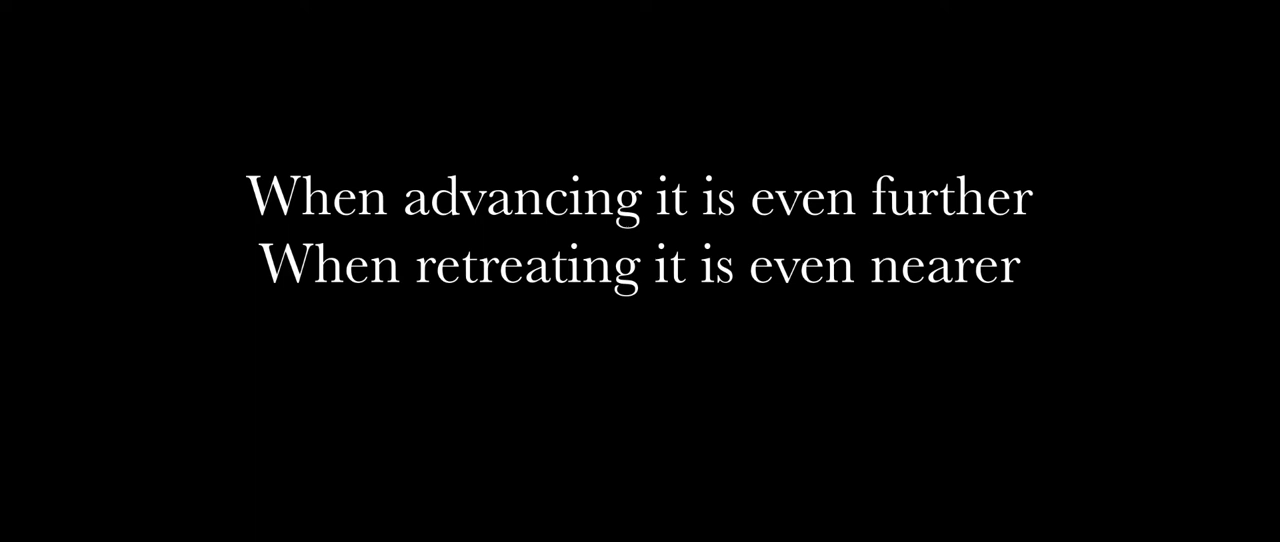 When advancing it is even further
When retreating it is even nearer